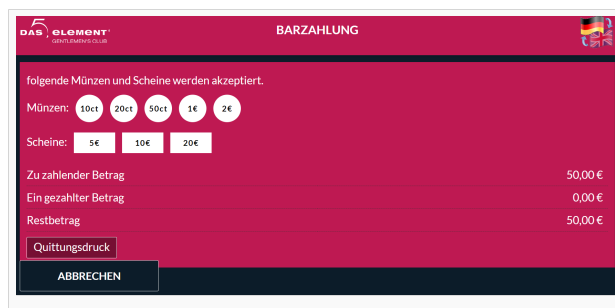 DAS 5 ELEMENT
GENTLEMEN'S CLUB
BARZAHLUNG
folgende Münzen und Scheine werden akzeptiert.
Münzen: 10ct 20ct 50ct 1€ 2€
Scheine: 5€ 10€ 20€
Zu zahlender Betrag 50,00 €
Ein gezahlter Betrag 0,00 €
Restbetrag 50,00 €
Quittungsdruck
ABBRECHEN